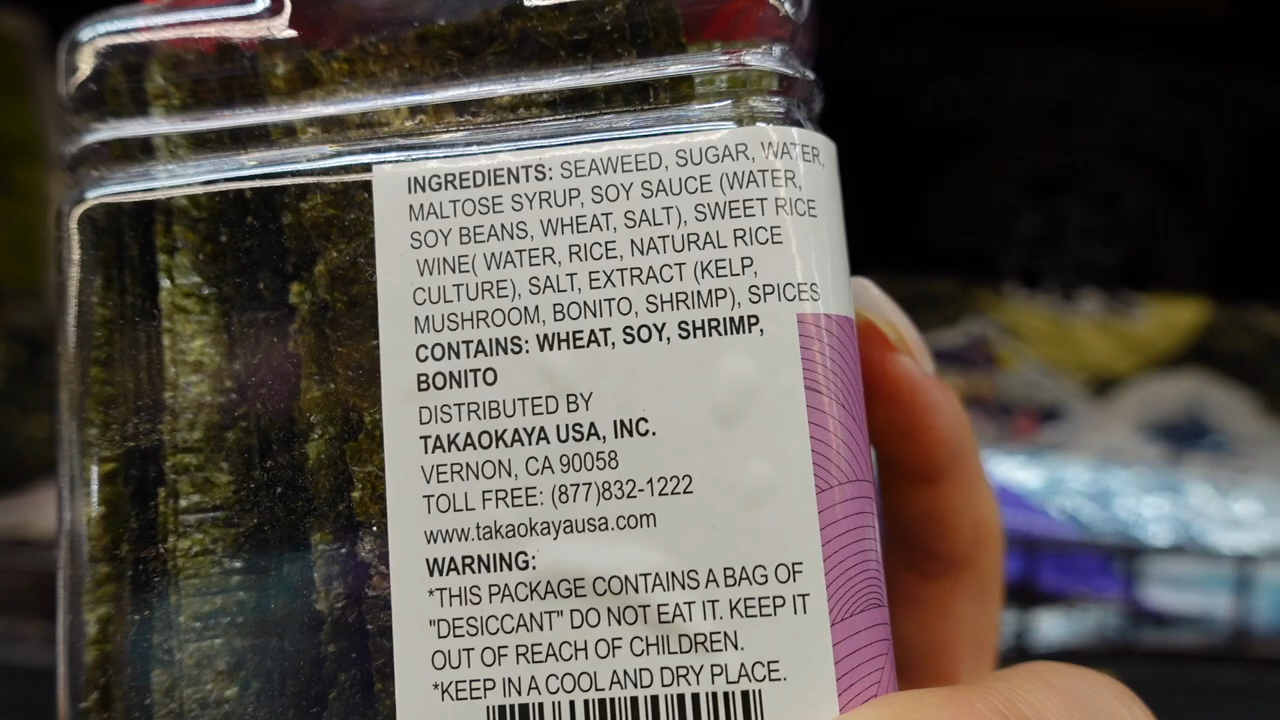 INGREDIENTS: SEAWEED, SUGAR, WATER,
MALTOSE SYRUP, SOY SAUCE (WATER,
SOY BEANS, WHEAT, SALT), SWEET RICE
WINE( WATER, RICE, NATURAL RICE
CULTURE), SALT, EXTRACT (KELP,
MUSHROOM, BONITO, SHRIMP), SPICES
CONTAINS: WHEAT, SOY, SHRIMP,
BONITO
DISTRIBUTED BY
TAKAOKAYA USA, INC.
VERNON, CA 90058
TOLL FREE: (877)832-1222
www.takaokayausa.com
WARNING:
*THIS PACKAGE CONTAINS A BAG OF
"DESICCANT" DO NOT EAT IT. KEEP IT
OUT OF REACH OF CHILDREN.
*KEEP IN A COOL AND DRY PLACE.